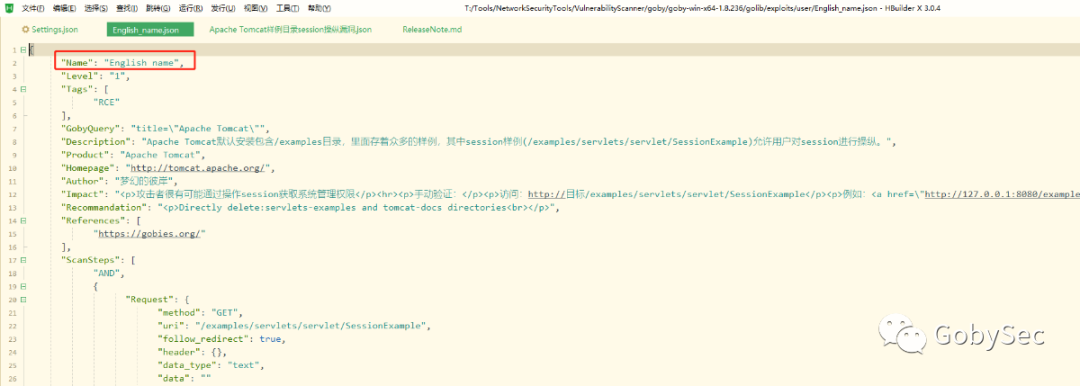 文件(F) 编辑(E) 选择(S) 查找(I) 跳转(G) 运行(R) 发行(U) 视图(V) 工具(T) 帮助(Y)
T:/Tools/NetworkSecurityTools/VulnerabilityScanner/goby/goby-win-x64-1.8.236/golib/exploits/user/English_name.json - HBuilder X 3.0.4
Settings.json English_name.json Apache Tomcat样例目录session操纵漏洞.json ReleaseNote.md
1 {
2 "Name": "English name",
3 "Level": "1",
4 "Tags": [
5 "RCE"
6 ],
7 "GobyQuery": "title=\"Apache Tomcat\"",
8 "Description": "Apache Tomcat默认安装包含/examples目录，里面存着众多的样例，其中session样例(/examples/servlets/servlet/SessionExample)允许用户对session进行操纵。",
9 "Product": "Apache Tomcat",
10 "Homepage": "http://tomcat.apache.org/",
11 "Author": "梦幻的彼岸",
12 "Impact": "<p>攻击者很有可能通过操作session获取系统管理权限</p><hr><p>手动验证：</p><p>访问：http://目标/examples/servlets/servlet/SessionExample</p><p>例如：<a href=\"http://127.0.0.1:8080/example
13 "Recommandation": "<p>Directly delete:servlets-examples and tomcat-docs directories<br></p>",
14 "References": [
15 "https://gobies.org/"
16 ],
17 "ScanSteps": [
18 "AND",
19 {
20 "Request": {
21 "method": "GET",
22 "uri": "/examples/servlets/servlet/SessionExample",
23 "follow_redirect": true,
24 "header": {},
25 "data_type": "text",
26 "data": ""
GobySec